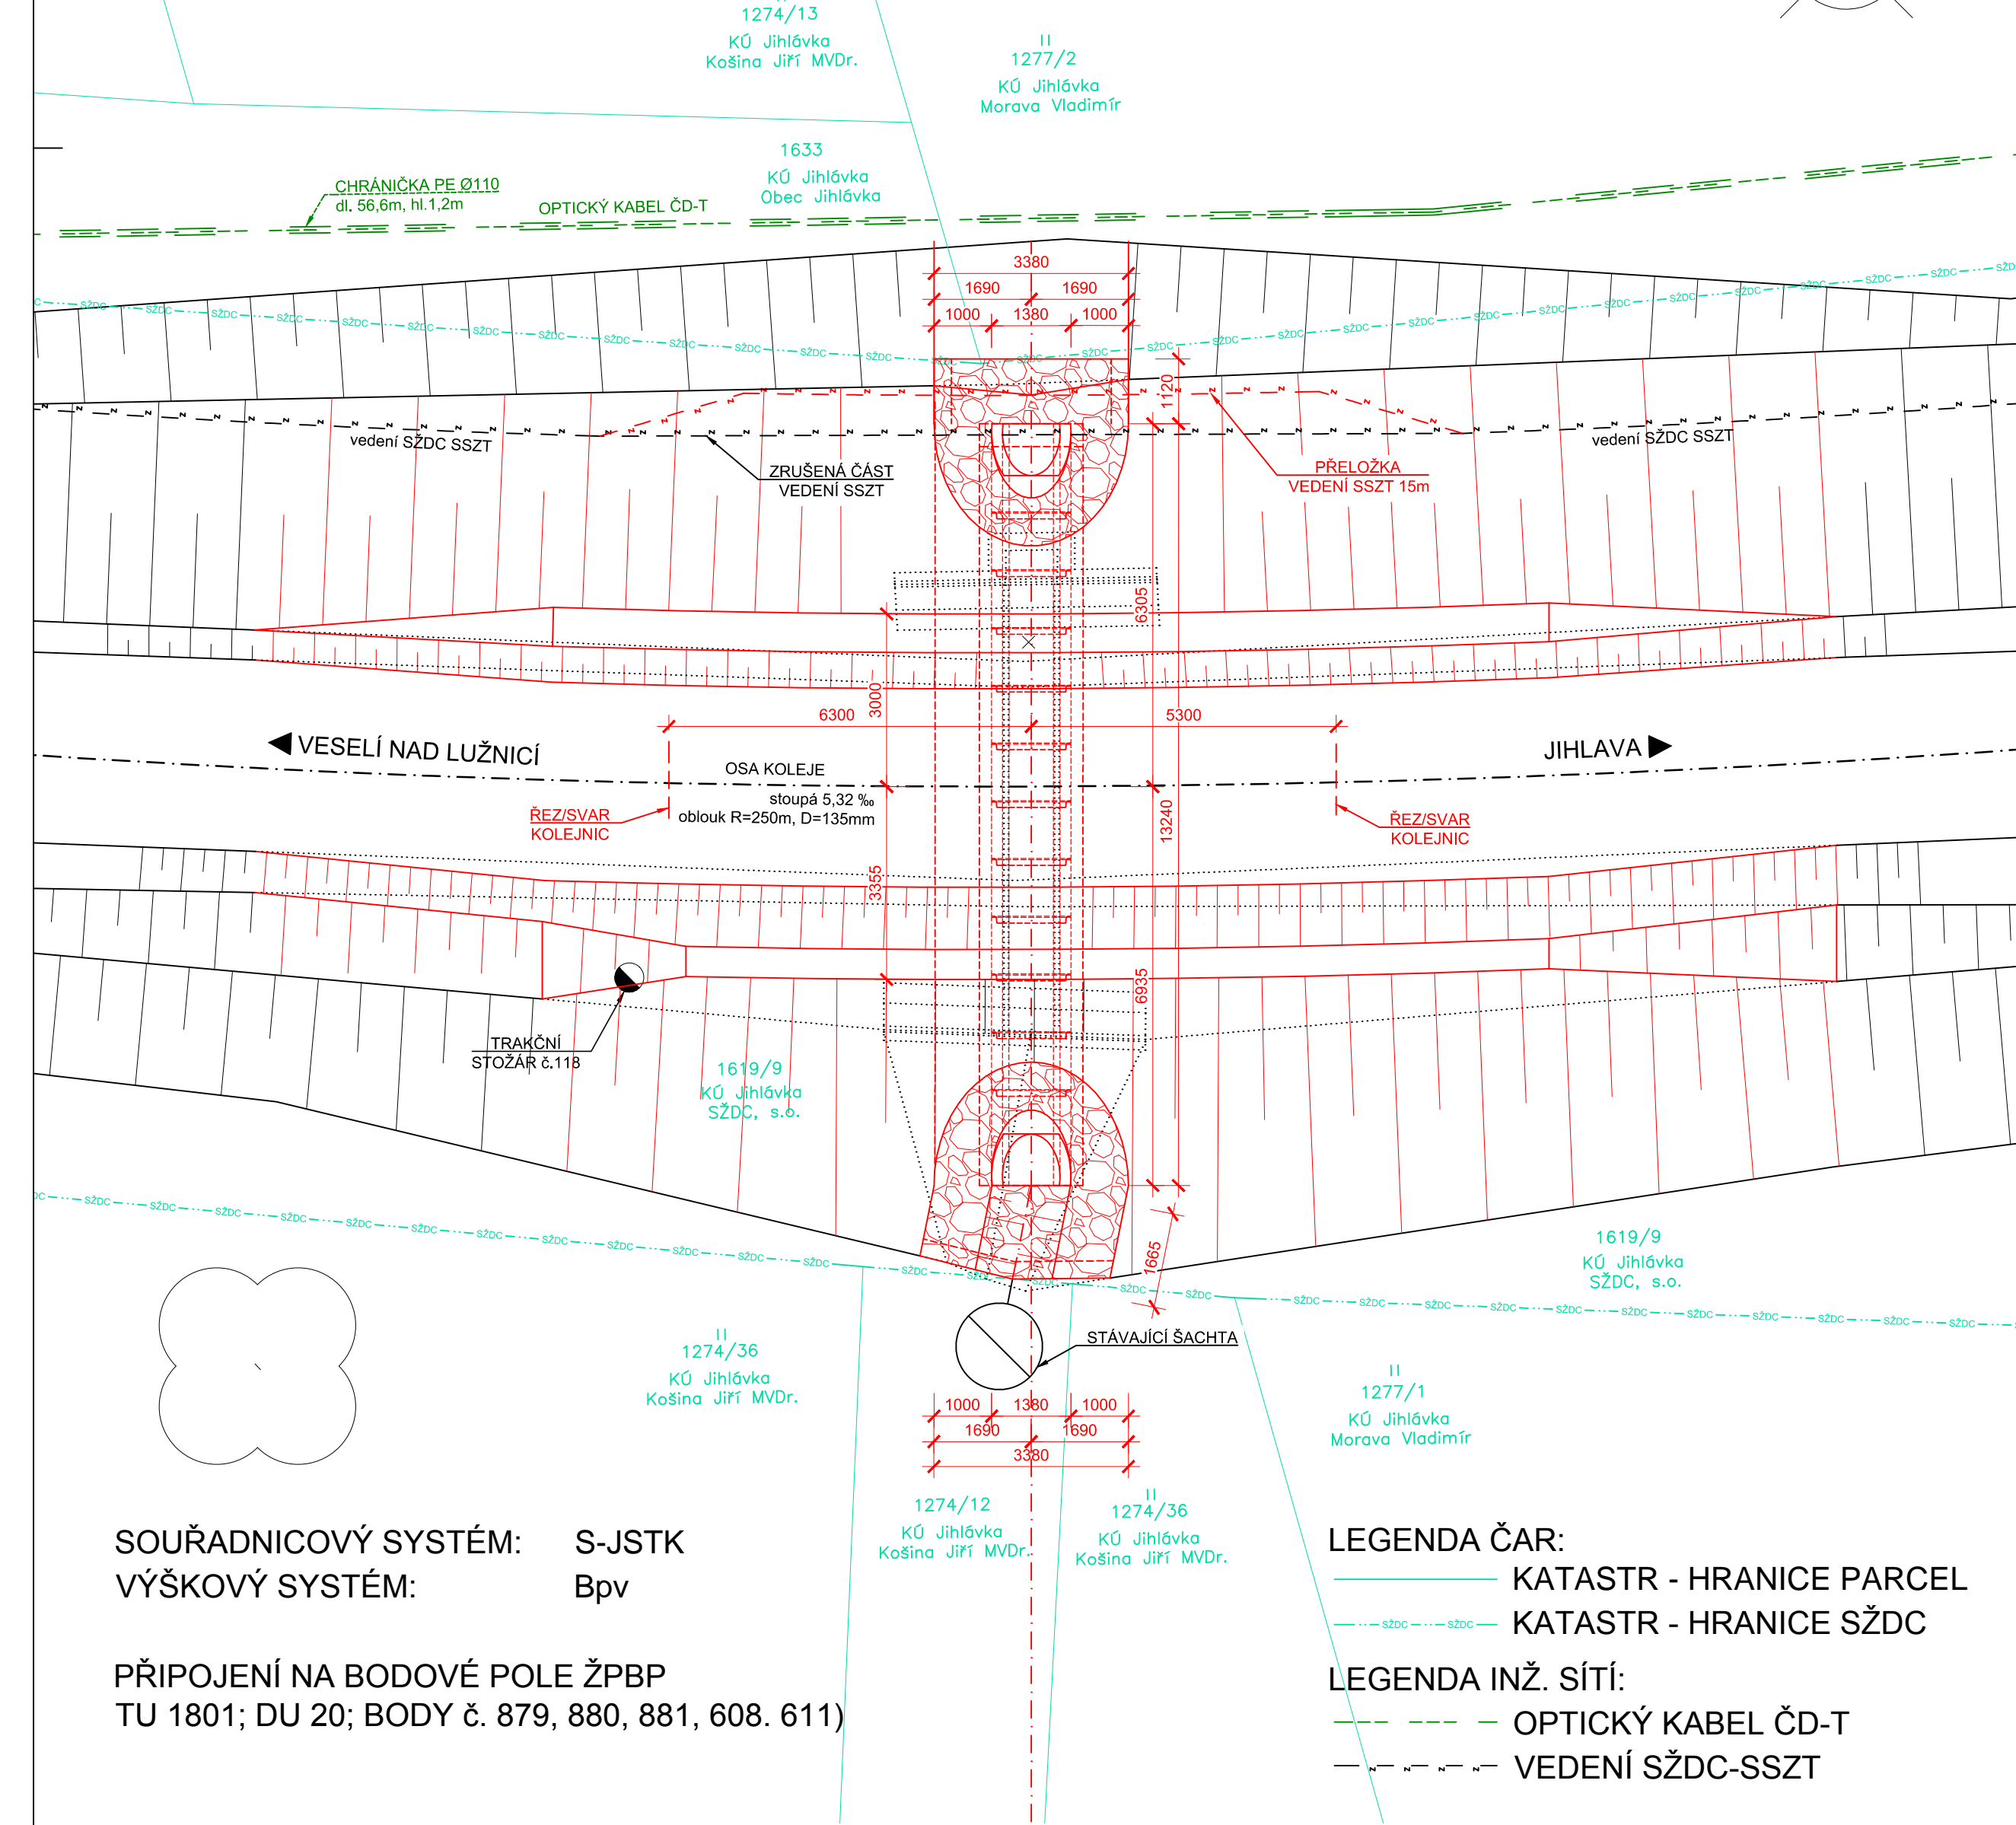 1274/13
KÚ Jihlávka
Košina Jiří MVDr.
II
1277/2
KÚ Jihlávka
Morava Vladimír
1633
KÚ Jihlávka
Obec Jihlávka
CHRÁNIČKA PE Ø110
dl. 56,6m, hl.1,2m
OPTICKÝ KABEL ČD-T
3380
1690 1690
1000 1380 1000
1120
vedení SŽDC SSZT
ZRUŠENÁ ČÁST
VEDENÍ SSZT
PŘELOŽKA
VEDENÍ SSZT 15m
vedení SŽDC SSZT
6305
3000
6300 5300
VESELÍ NAD LUŽNICÍ
JIHLAVA
OSA KOLEJE
stoupá 5,32 ‰
oblouk R=250m, D=135mm
ŘEZ/SVAR
KOLEJNIC
ŘEZ/SVAR
KOLEJNIC
13240
3355
6935
TRAKČNÍ
STOŽÁR č.118
1619/9
KÚ Jihlávka
SŽDC, s.o.
1665
1619/9
KÚ Jihlávka
SŽDC, s.o.
STÁVAJÍCÍ ŠACHTA
II
1274/36
KÚ Jihlávka
Košina Jiří MVDr.
II
1277/1
KÚ Jihlávka
Morava Vladimír
1000 1380 1000
1690 1690
3380
1274/12
KÚ Jihlávka
Košina Jiří MVDr.
II
1274/36
KÚ Jihlávka
Košina Jiří MVDr.
SOUŘADNICOVÝ SYSTÉM: S-JSTK
VÝŠKOVÝ SYSTÉM: Bpv
PŘIPOJENÍ NA BODOVÉ POLE ŽPBP
TU 1801; DU 20; BODY č. 879, 880, 881, 608. 611)
LEGENDA ČAR:
KATASTR - HRANICE PARCEL
SŽDC SŽDC KATASTR - HRANICE SŽDC
LEGENDA INŽ. SÍTÍ:
OPTICKÝ KABEL ČD-T
VEDENÍ SŽDC-SSZT